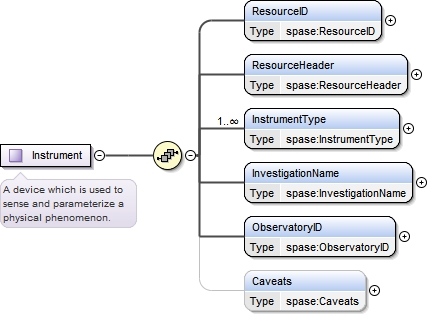 ResourceID
Type spase:ResourceID
ResourceHeader
Type spase:ResourceHeader
1..∞
InstrumentType
Type spase:InstrumentType
Instrument
A device which is used to
sense and parameterize a
physical phenomenon.
InvestigationName
Type spase:InvestigationName
ObservatoryID
Type spase:ObservatoryID
Caveats
Type spase:Caveats